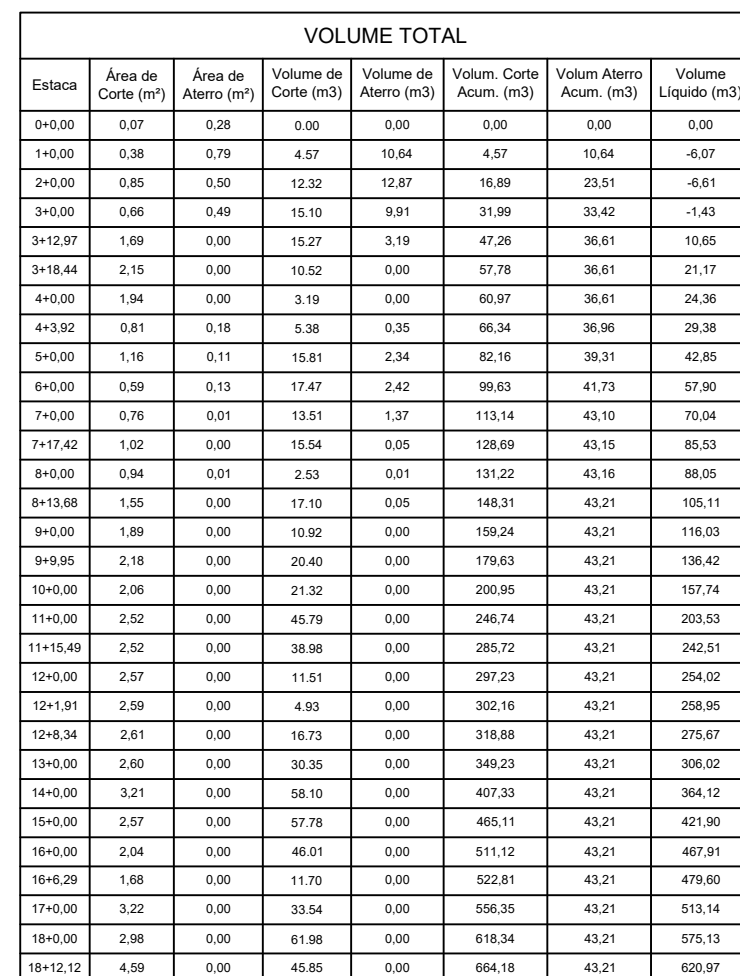 VOLUME TOTAL
Estaca Área de Corte (m²) Área de Aterro (m²) Volume de Corte (m3) Volume de Aterro (m3) Volum. Corte Acum. (m3) Volum Aterro Acum. (m3) Volume Líquido (m3)
0+0,00 0,07 0,28 0.00 0,00 0,00 0,00 0,00
1+0,00 0,38 0,79 4.57 10,64 4,57 10,64 -6,07
2+0,00 0,85 0,50 12.32 12,87 16,89 23,51 -6,61
3+0,00 0,66 0,49 15.10 9,91 31,99 33,42 -1,43
3+12,97 1,69 0,00 15.27 3,19 47,26 36,61 10,65
3+18,44 2,15 0,00 10.52 0,00 57,78 36,61 21,17
4+0,00 1,94 0,00 3.19 0,00 60,97 36,61 24,36
4+3,92 0,81 0,18 5.38 0,35 66,34 36,96 29,38
5+0,00 1,16 0,11 15.81 2,34 82,16 39,31 42,85
6+0,00 0,59 0,13 17.47 2,42 99,63 41,73 57,90
7+0,00 0,76 0,01 13.51 1,37 113,14 43,10 70,04
7+17,42 1,02 0,00 15.54 0,05 128,69 43,15 85,53
8+0,00 0,94 0,01 2.53 0,01 131,22 43,16 88,05
8+13,68 1,55 0,00 17.10 0,05 148,31 43,21 105,11
9+0,00 1,89 0,00 10.92 0,00 159,24 43,21 116,03
9+9,95 2,18 0,00 20.40 0,00 179,63 43,21 136,42
10+0,00 2,06 0,00 21.32 0,00 200,95 43,21 157,74
11+0,00 2,52 0,00 45.79 0,00 246,74 43,21 203,53
11+15,49 2,52 0,00 38.98 0,00 285,72 43,21 242,51
12+0,00 2,57 0,00 11.51 0,00 297,23 43,21 254,02
12+1,91 2,59 0,00 4.93 0,00 302,16 43,21 258,95
12+8,34 2,61 0,00 16.73 0,00 318,88 43,21 275,67
13+0,00 2,60 0,00 30.35 0,00 349,23 43,21 306,02
14+0,00 3,21 0,00 58.10 0,00 407,33 43,21 364,12
15+0,00 2,57 0,00 57.78 0,00 465,11 43,21 421,90
16+0,00 2,04 0,00 46.01 0,00 511,12 43,21 467,91
16+6,29 1,68 0,00 11.70 0,00 522,81 43,21 479,60
17+0,00 3,22 0,00 33.54 0,00 556,35 43,21 513,14
18+0,00 2,98 0,00 61.98 0,00 618,34 43,21 575,13
18+12,12 4,59 0,00 45.85 0,00 664,18 43,21 620,97